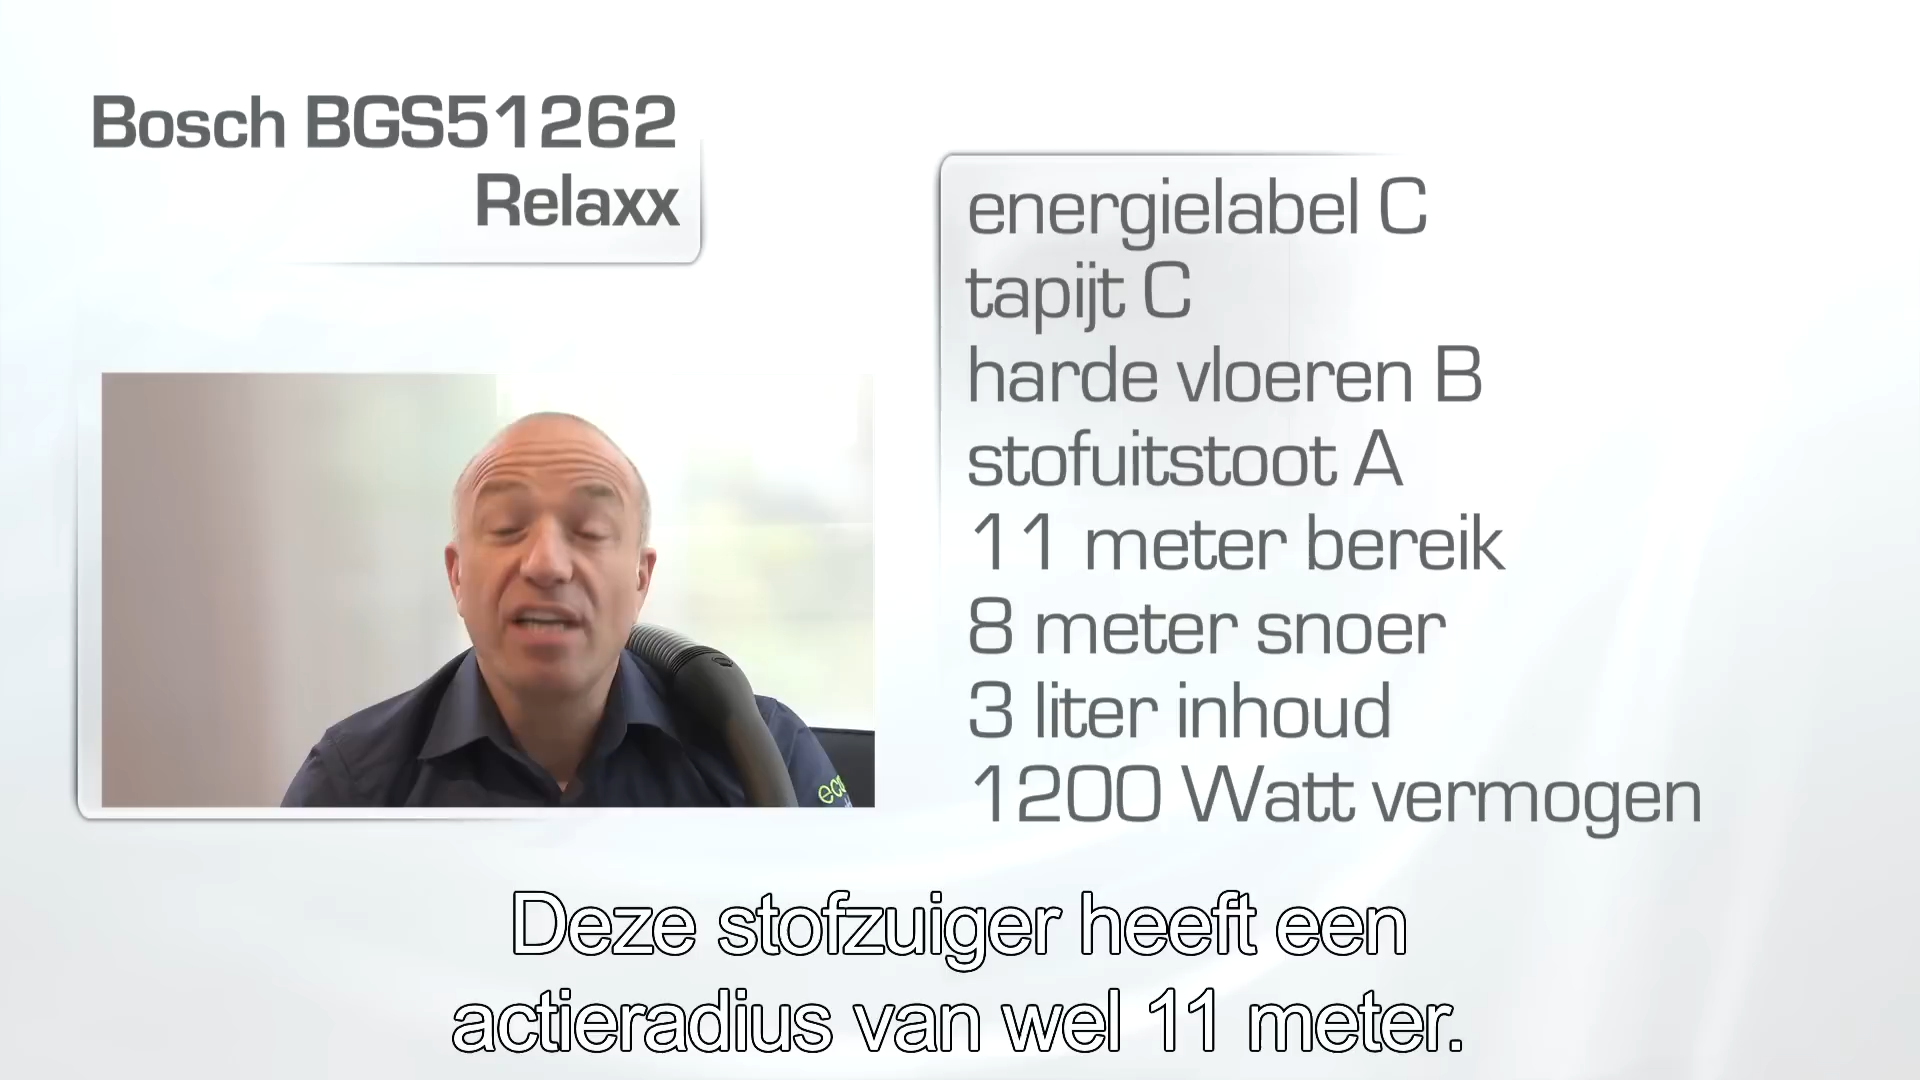 Bosch BGS51262
Relaxx
energielabel C
tapijt C
harde vloeren B
stofuitstoot A
11 meter bereik
8 meter snoer
3 liter inhoud
1200 Watt vermogen
Deze stofzuiger heeft een
actieradius van wel 11 meter.